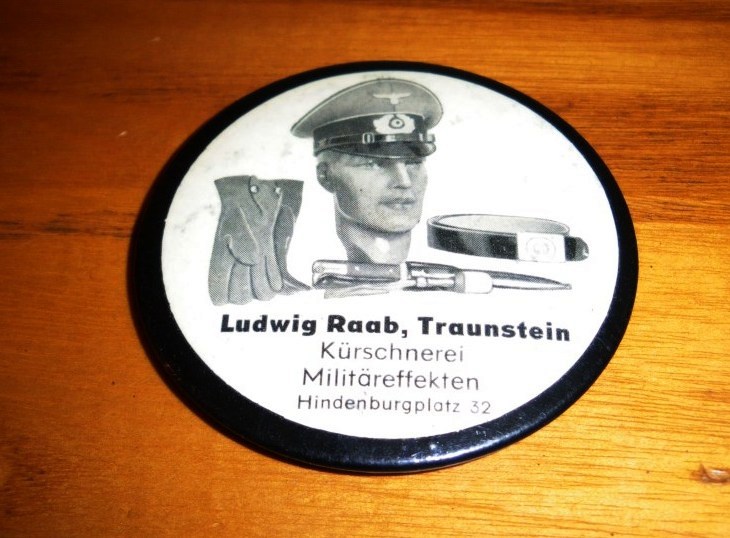 Ludwig Raab, Traunstein
Kürschnerei
Militäreffekten
Hindenburgplatz 32